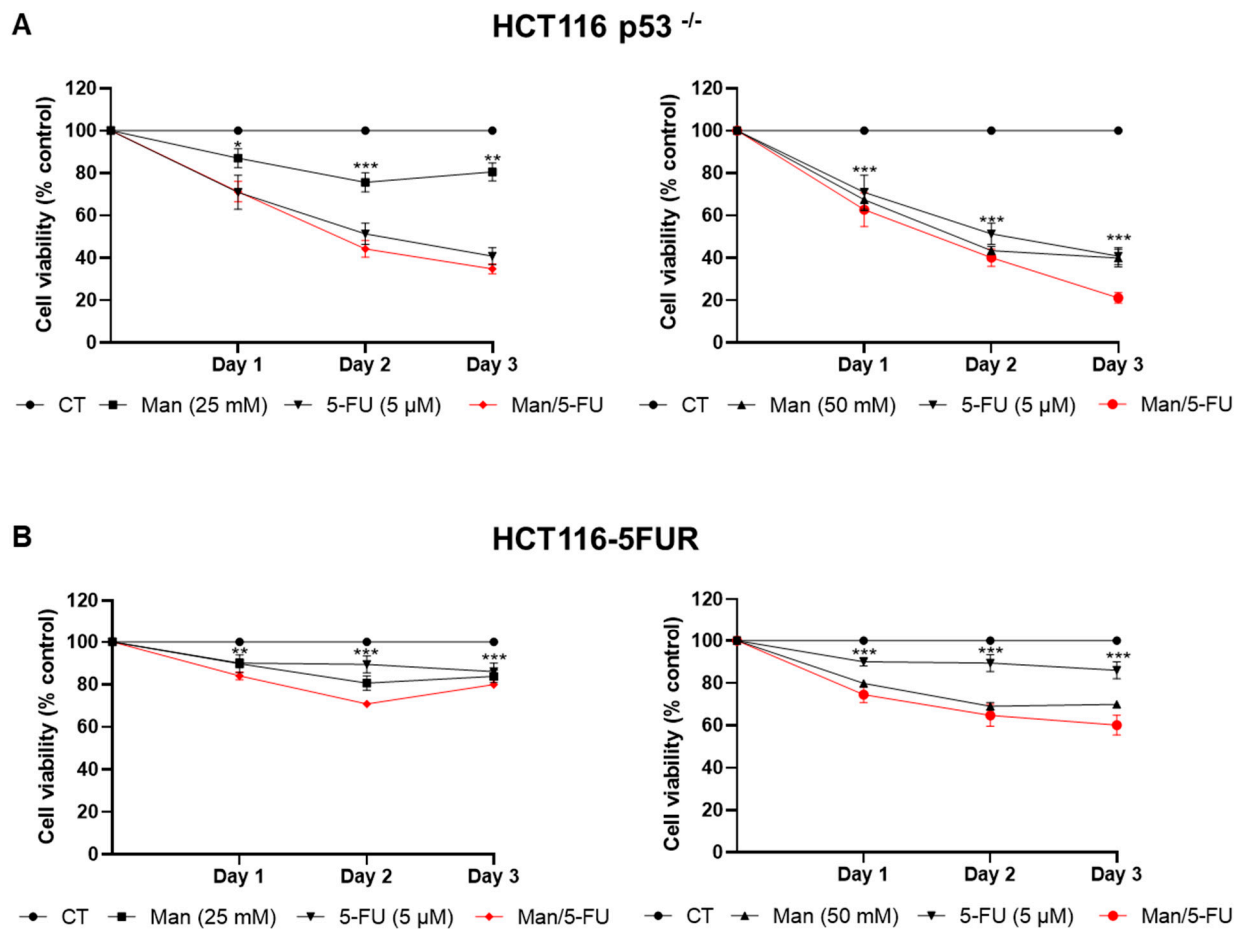 A
HCT116 p53 -/-
Cell viability (% control)
120
100
80
60
40
20
0
*
***
**
Day 1 Day 2 Day 3
CT Man (25 mM) 5-FU (5 µM) Man/5-FU
Cell viability (% control)
120
100
80
60
40
20
0
***
***
***
Day 1 Day 2 Day 3
CT Man (50 mM) 5-FU (5 µM) Man/5-FU
B
HCT116-5FUR
Cell viability (% control)
120
100
80
60
40
20
0
**
***
***
Day 1 Day 2 Day 3
CT Man (25 mM) 5-FU (5 µM) Man/5-FU
Cell viability (% control)
120
100
80
60
40
20
0
***
***
***
Day 1 Day 2 Day 3
CT Man (50 mM) 5-FU (5 µM) Man/5-FU